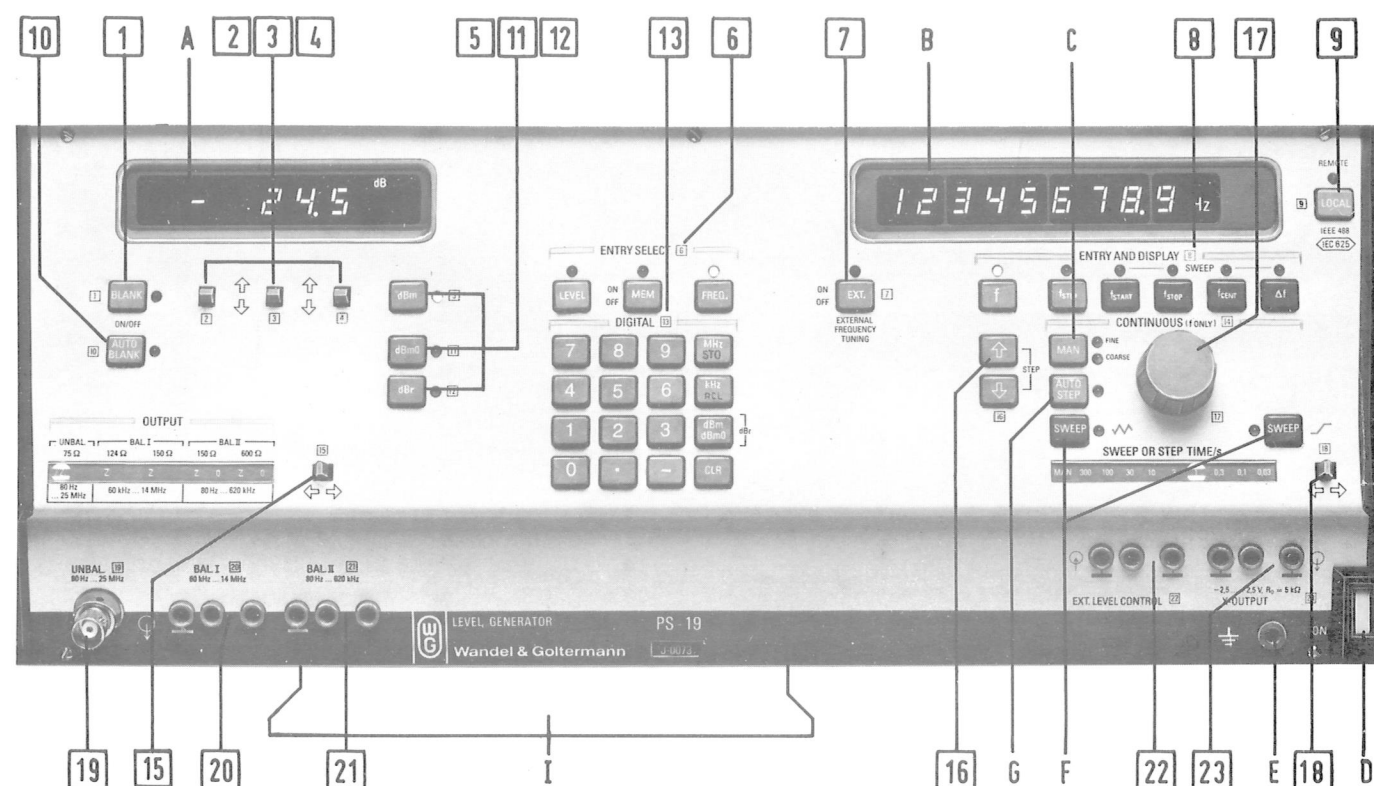 10 1 A 2 3 4 5 11 12 13 6 7 B C 8 17 9
- 24.5 dB
12345678.9 Hz
REMOTE
9 LOCAL
IEEE 488
IEC 625
1 BLANK
ON/OFF
10 AUTO BLANK
2 3 4
dBm
dBm0 11
dBr 12
ENTRY SELECT 6
LEVEL
ON
OFF
MEM
FREQ.
DIGITAL 13
7 8 9 MHz STO
4 5 6 kHz RCL
1 2 3 dBm dBm0 dBr
0 . − CLR
ON
OFF
EXT. 7
EXTERNAL
FREQUENCY
TUNING
ENTRY AND DISPLAY 8
SWEEP
f fSTEP fSTART fSTOP fCENT Δf
CONTINUOUS (f ONLY) 14
STEP
16
MAN
FINE
COARSE
AUTO STEP
17
SWEEP
SWEEP
SWEEP OR STEP TIME/s
MAN 300 100 30 10 3 0,3 0,1 0,03
18
OUTPUT
UNBAL BAL I BAL II
75 Ω 124 Ω 150 Ω 150 Ω 600 Ω
Z Z Z 0 Z 0
80 Hz ... 25 MHz 60 kHz ... 14 MHz 80 Hz ... 620 kHz
15
UNBAL 19
80 Hz ... 25 MHz
BAL I 20
60 kHz ... 14 MHz
BAL II 21
80 Hz ... 620 kHz
EXT. LEVEL CONTROL 22
−2,5 ... 2,5 V, R0 = 5 kΩ
X-OUTPUT
WG
LEVEL GENERATOR PS-19
Wandel & Goltermann J-0073
ON
19 15 20 21 I 16 G F 22 23 E 18 D